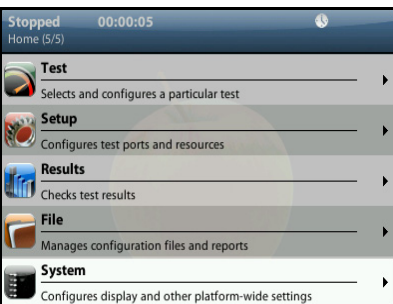 Stopped 00:00:05
Home (5/5)
Test
Selects and configures a particular test
Setup
Configures test ports and resources
Results
Checks test results
File
Manages configuration files and reports
System
Configures display and other platform-wide settings